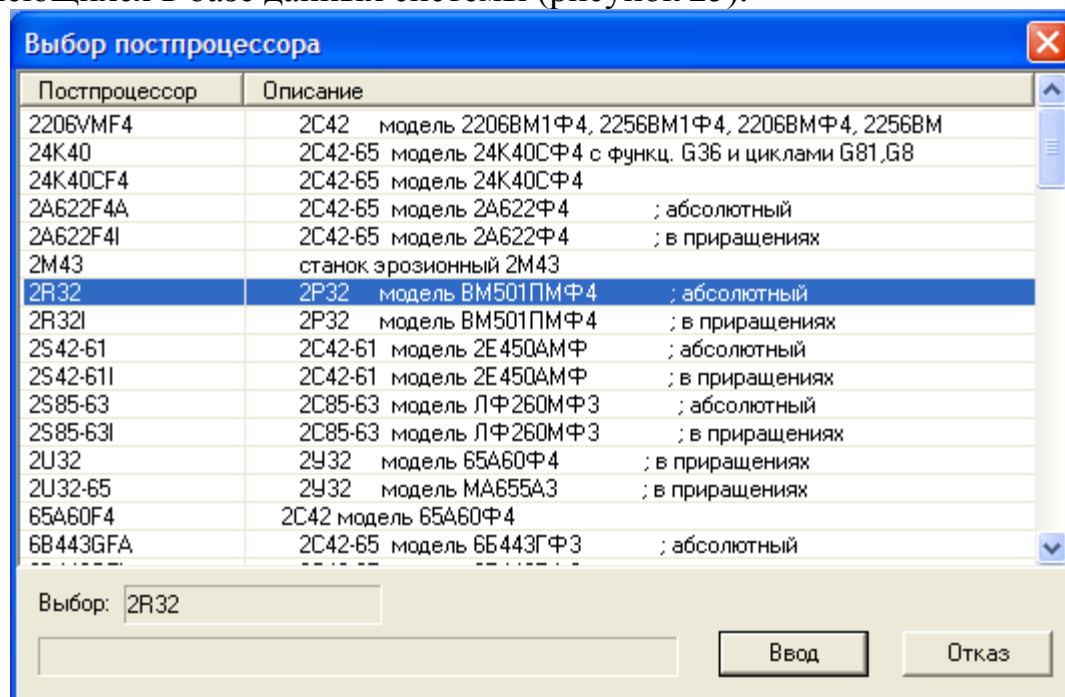 в базе данных системы (рисунок 25).
Выбор постпроцессора
Постпроцессор Описание
2206VMF4 2С42 модель 2206ВМ1Ф4, 2256ВМ1Ф4, 2206ВМФ4, 2256ВМ
24K40 2С42-65 модель 24К40СФ4 с функц. G36 и циклами G81,G8
24K40CF4 2С42-65 модель 24К40СФ4
2A622F4A 2С42-65 модель 2А622Ф4 ; абсолютный
2A622F4I 2С42-65 модель 2А622Ф4 ; в приращениях
2M43 станок эрозионный 2М43
2R32 2Р32 модель ВМ501ПМФ4 ; абсолютный
2R32I 2Р32 модель ВМ501ПМФ4 ; в приращениях
2S42-61 2С42-61 модель 2Е450АМФ ; абсолютный
2S42-61I 2С42-61 модель 2Е450АМФ ; в приращениях
2S85-63 2С85-63 модель ЛФ260МФ3 ; абсолютный
2S85-63I 2С85-63 модель ЛФ260МФ3 ; в приращениях
2U32 2У32 модель 65А60Ф4 ; в приращениях
2U32-65 2У32 модель МА655А3 ; в приращениях
65A60F4 2С42 модель 65А60Ф4
6B443GFA 2С42-65 модель 6Б443ГФ3 ; абсолютный
Выбор: 2R32
Ввод Отказ